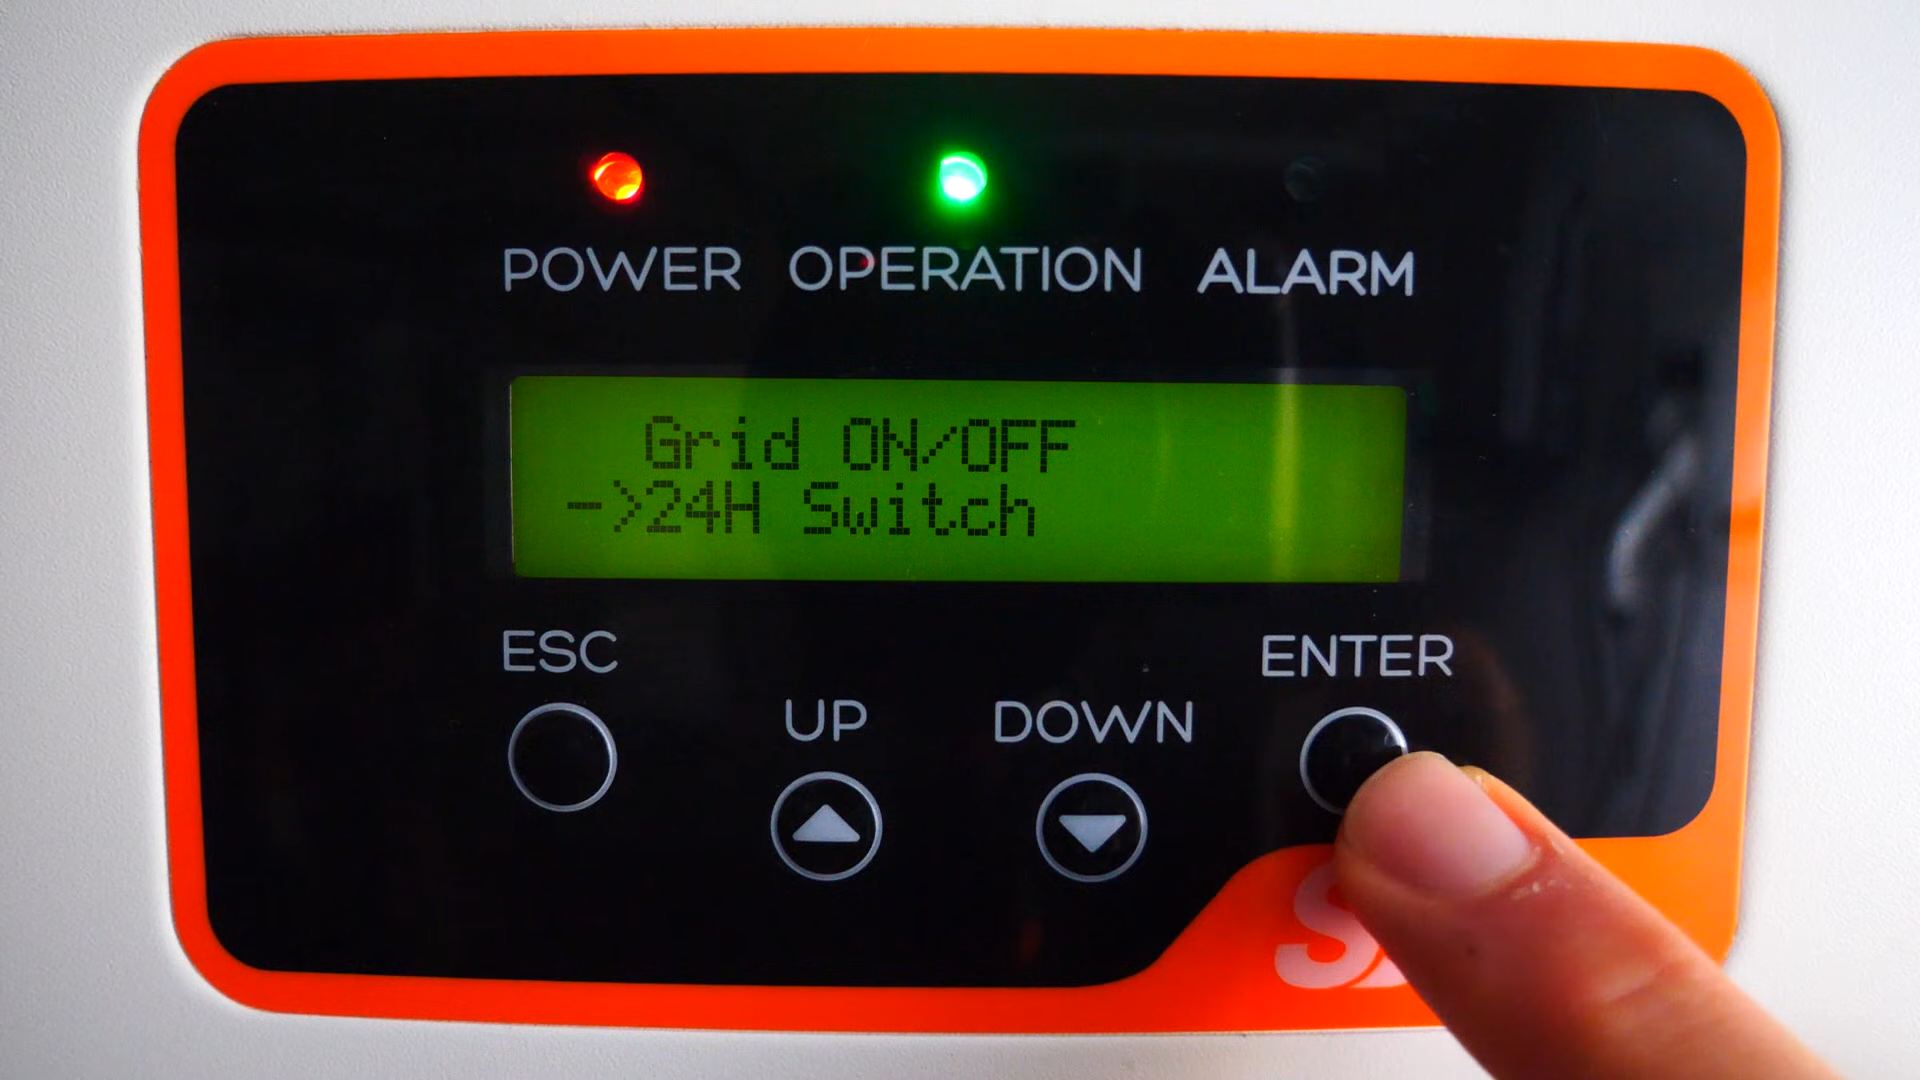 POWER OPERATION ALARM
Grid ON/OFF
->24H Switch
ESC
ENTER
UP
DOWN